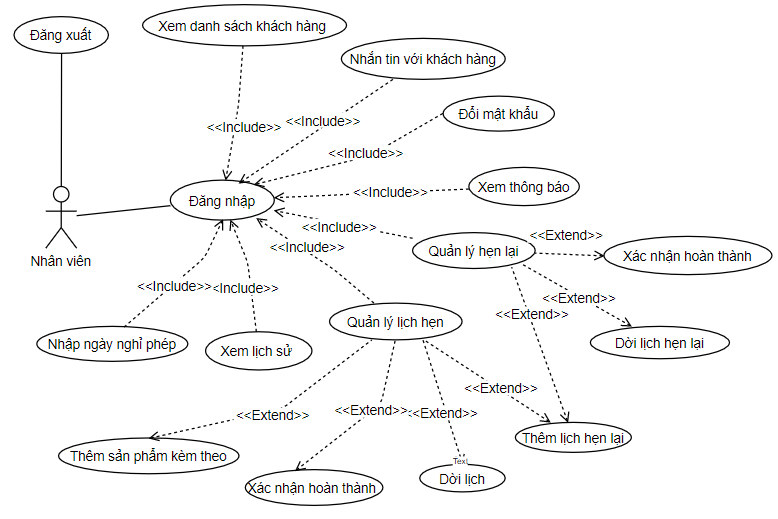 Xem danh sách khách hàng
Đăng xuất
Nhắn tin với khách hàng
Đổi mật khẩu
<<Include>>
<<Include>>
<<Include>>
Xem thông báo
<<Include>>
Đăng nhập
<<Include>>
<<Extend>>
<<Include>>
Quản lý hẹn lại
Xác nhận hoàn thành
Nhân viên
<<Include>>
<<Include>>
<<Extend>>
<<Extend>>
Quản lý lịch hẹn
Nhập ngày nghỉ phép
Xem lịch sử
Dời lịch hẹn lại
<<Extend>>
<<Extend>>
<<Extend>>
<<Extend>>
Thêm lịch hẹn lại
Thêm sản phẩm kèm theo
Text
Dời lịch
Xác nhận hoàn thành